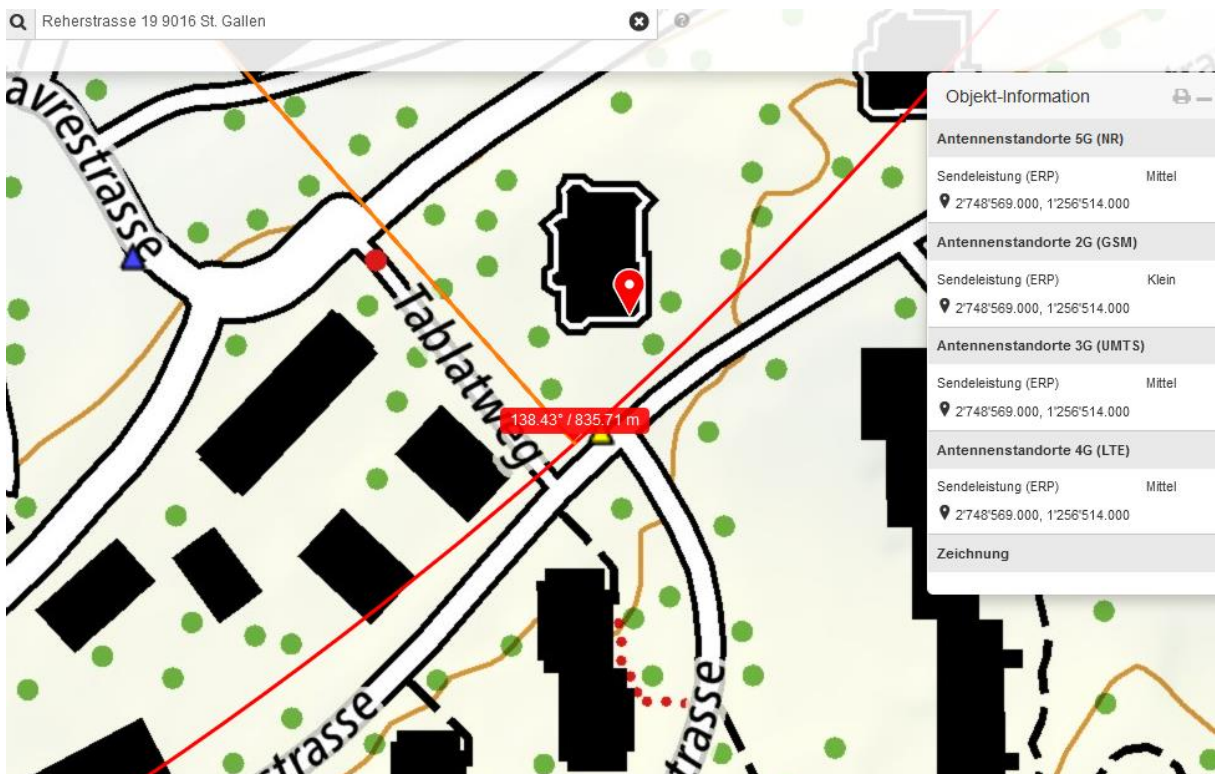 Reherstrasse 19 9016 St. Gallen
avrestrasse
Tablatweg
138.43° / 835.71 m
strasse
strasse
Objekt-Information
Antennenstandorte 5G (NR)
Sendeleistung (ERP) Mittel
2'748'569.000, 1'256'514.000
Antennenstandorte 2G (GSM)
Sendeleistung (ERP) Klein
2'748'569.000, 1'256'514.000
Antennenstandorte 3G (UMTS)
Sendeleistung (ERP) Mittel
2'748'569.000, 1'256'514.000
Antennenstandorte 4G (LTE)
Sendeleistung (ERP) Mittel
2'748'569.000, 1'256'514.000
Zeichnung